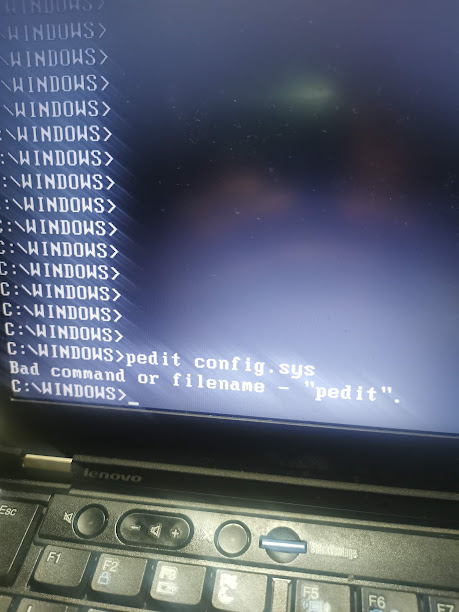 WINDOWS>
\WINDOWS>
\WINDOWS>
\WINDOWS>
\WINDOWS>
:\WINDOWS>
:\WINDOWS>
:\WINDOWS>
:\WINDOWS>
C:\WINDOWS>
C:\WINDOWS>
C:\WINDOWS>
C:\WINDOWS>
C:\WINDOWS>
C:\WINDOWS>
C:\WINDOWS>pedit config.sys
Bad command or filename - "pedit".
C:\WINDOWS>_
lenovo
ThinkVantage
Esc
F1
F2
F5
F6
F7